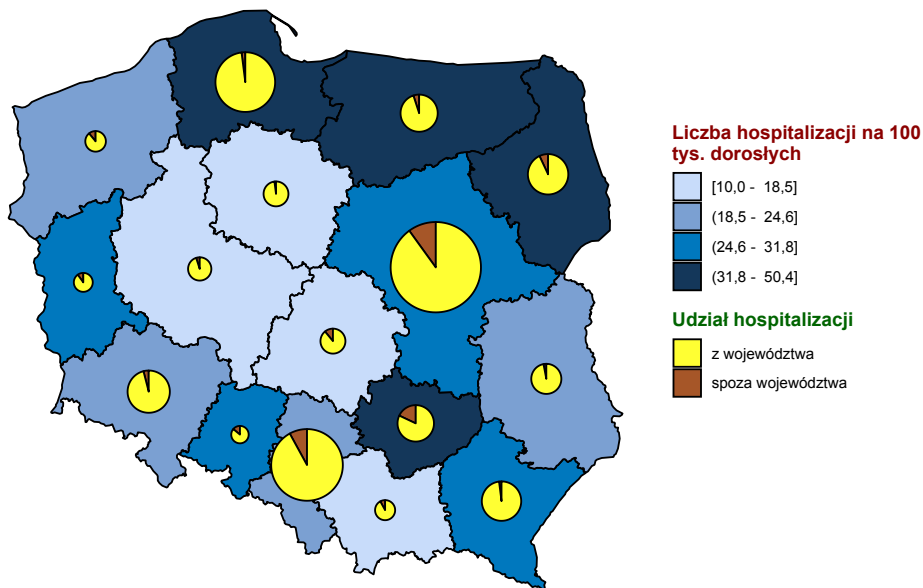 Liczba hospitalizacji na 100
tys. dorosłych
[10,0 - 18,5]
(18,5 - 24,6]
(24,6 - 31,8]
(31,8 - 50,4]
Udział hospitalizacji
z województwa
spoza województwa